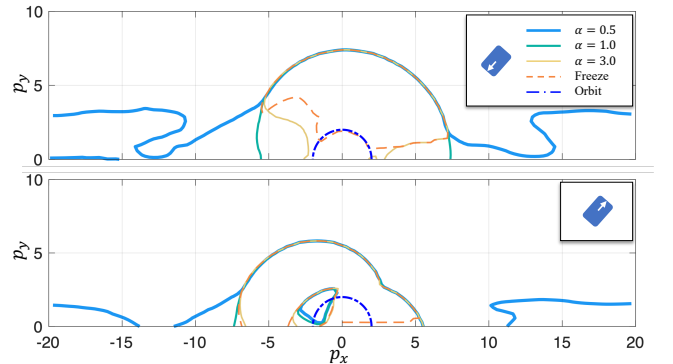 10
p_y
5
0
α = 0.5
α = 1.0
α = 3.0
Freeze
Orbit
10
p_y
5
0
-20 -15 -10 -5 0 5 10 15 20
p_x